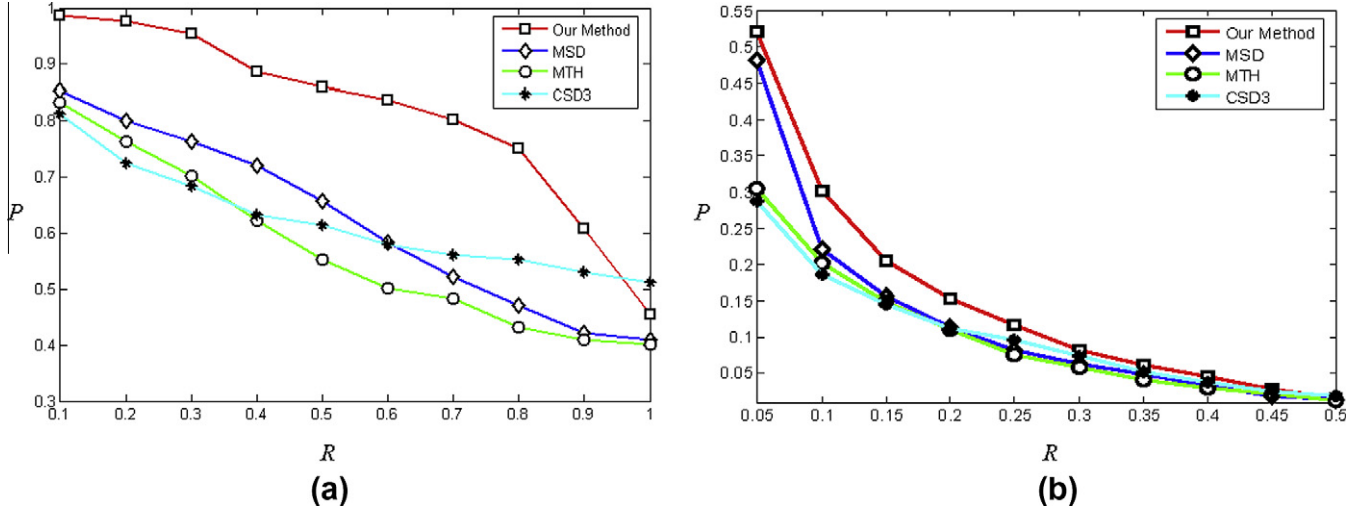 1
0.9
0.8
0.7
0.6
0.5
0.4
0.3
P
0.1 0.2 0.3 0.4 0.5 0.6 0.7 0.8 0.9 1
R
Our Method
MSD
MTH
CSD3
(a)
0.55
0.5
0.45
0.4
0.35
0.3
0.25
0.2
0.15
0.1
0.05
P
0.05 0.1 0.15 0.2 0.25 0.3 0.35 0.4 0.45 0.5
R
Our Method
MSD
MTH
CSD3
(b)